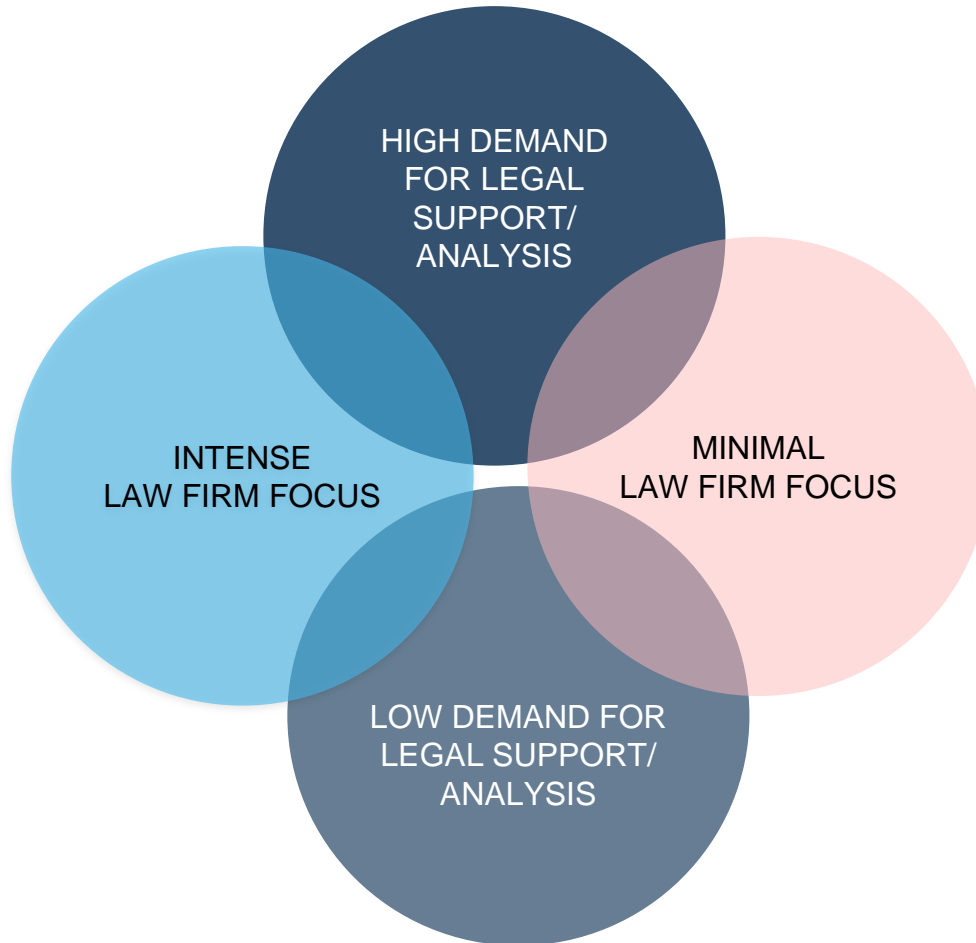 HIGH DEMAND
FOR LEGAL
SUPPORT/
ANALYSIS
INTENSE
LAW FIRM FOCUS
MINIMAL
LAW FIRM FOCUS
LOW DEMAND FOR
LEGAL SUPPORT/
ANALYSIS